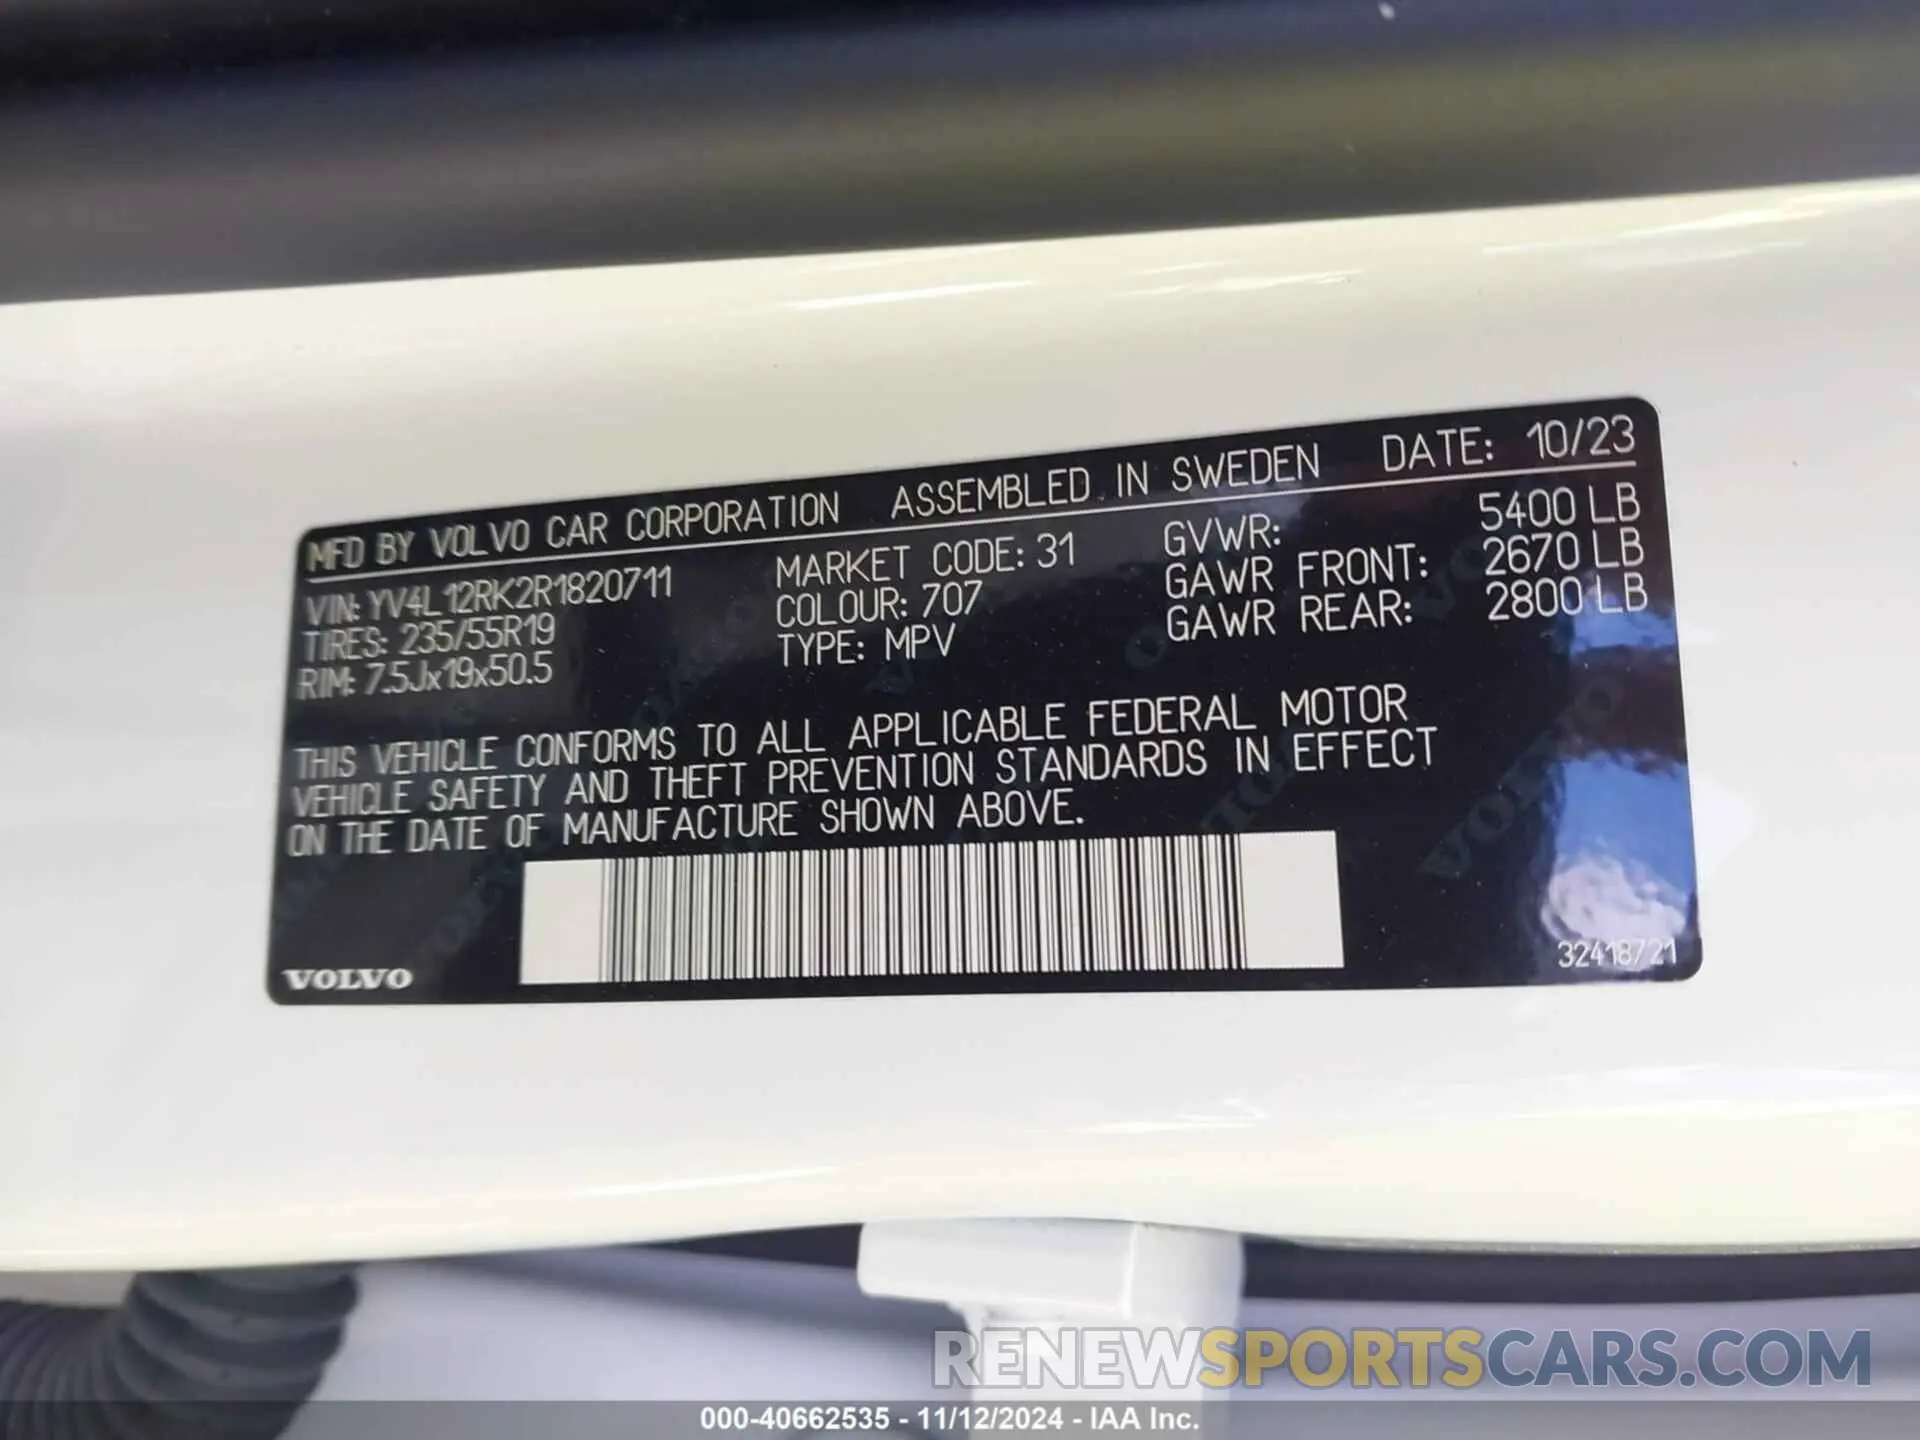 MFD BY VOLVO CAR CORPORATION ASSEMBLED IN SWEDEN DATE: 10/23
VIN: YV4L12RK2R1820711 MARKET CODE: 31 GVWR: 5400 LB
TIRES: 235/55R19 COLOUR: 707 GAWR FRONT: 2670 LB
RIM: 7.5Jx19x50.5 TYPE: MPV GAWR REAR: 2800 LB
THIS VEHICLE CONFORMS TO ALL APPLICABLE FEDERAL MOTOR
VEHICLE SAFETY AND THEFT PREVENTION STANDARDS IN EFFECT
ON THE DATE OF MANUFACTURE SHOWN ABOVE.
VOLVO
32418721
RENEWSPORTSCARS.COM
000-40662535 - 11/12/2024 - IAA Inc.